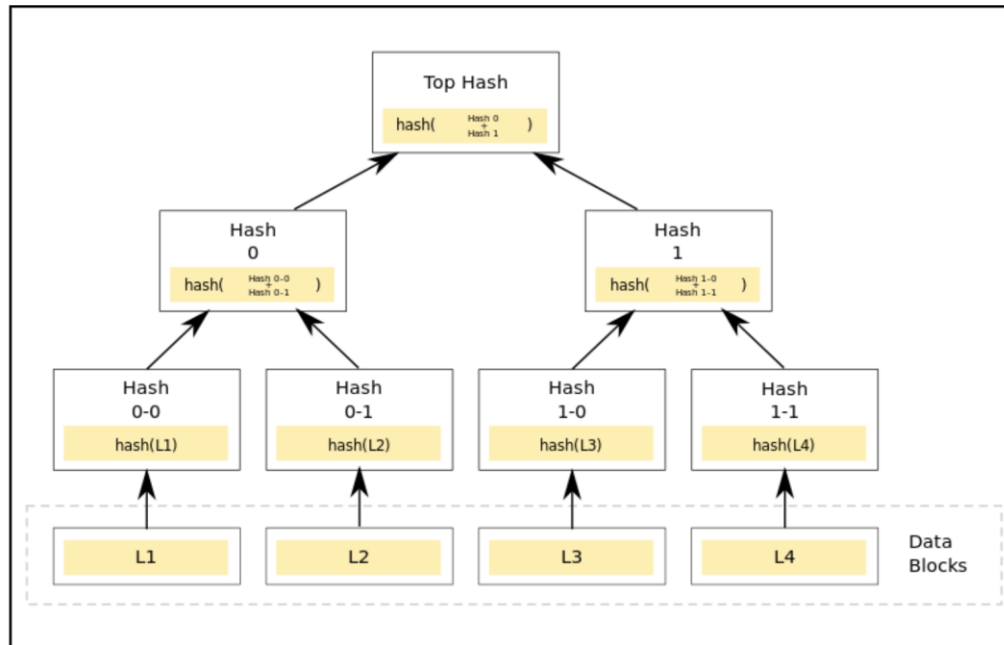 Top Hash
hash( Hash 0 + Hash 1 )
Hash
0
hash( Hash 0-0 + Hash 0-1 )
Hash
1
hash( Hash 1-0 + Hash 1-1 )
Hash
0-0
hash(L1)
Hash
0-1
hash(L2)
Hash
1-0
hash(L3)
Hash
1-1
hash(L4)
L1
L2
L3
L4
Data
Blocks